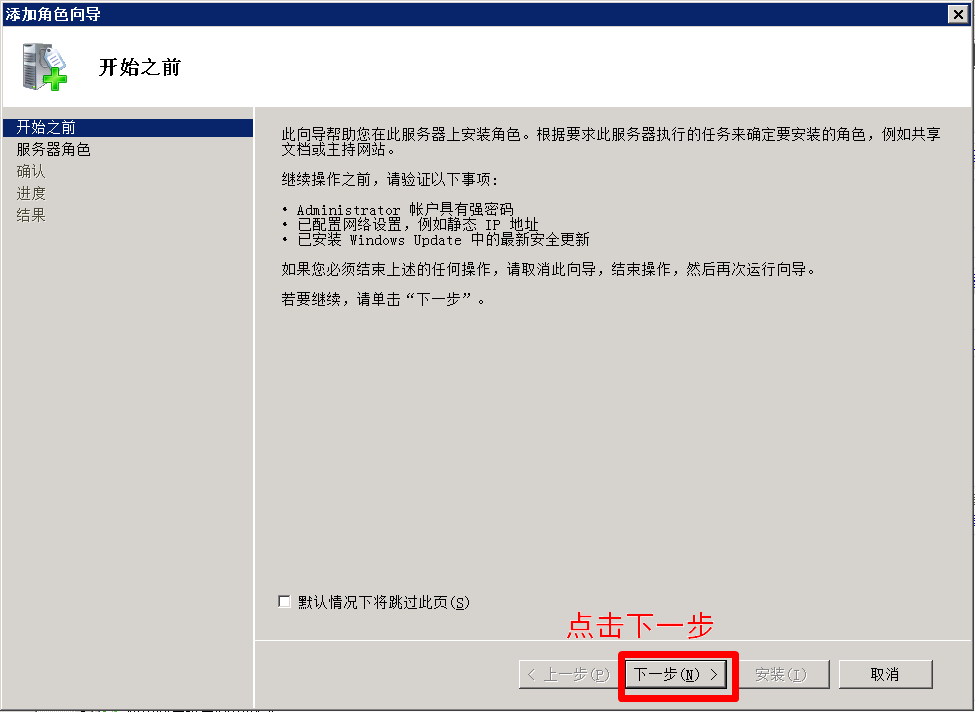 添加角色向导
开始之前
开始之前
服务器角色
确认
进度
结果
此向导帮助您在此服务器上安装角色。根据要求此服务器执行的任务来确定要安装的角色，例如共享
文档或主持网站。
继续操作之前，请验证以下事项:
• Administrator 帐户具有强密码
• 已配置网络设置，例如静态 IP 地址
• 已安装 Windows Update 中的最新安全更新
如果您必须结束上述的任何操作，请取消此向导，结束操作，然后再次运行向导。
若要继续，请单击“下一步”。
默认情况下将跳过此页(S)
点击下一步
< 上一步(P) 下一步(N) > 安装(I) 取消